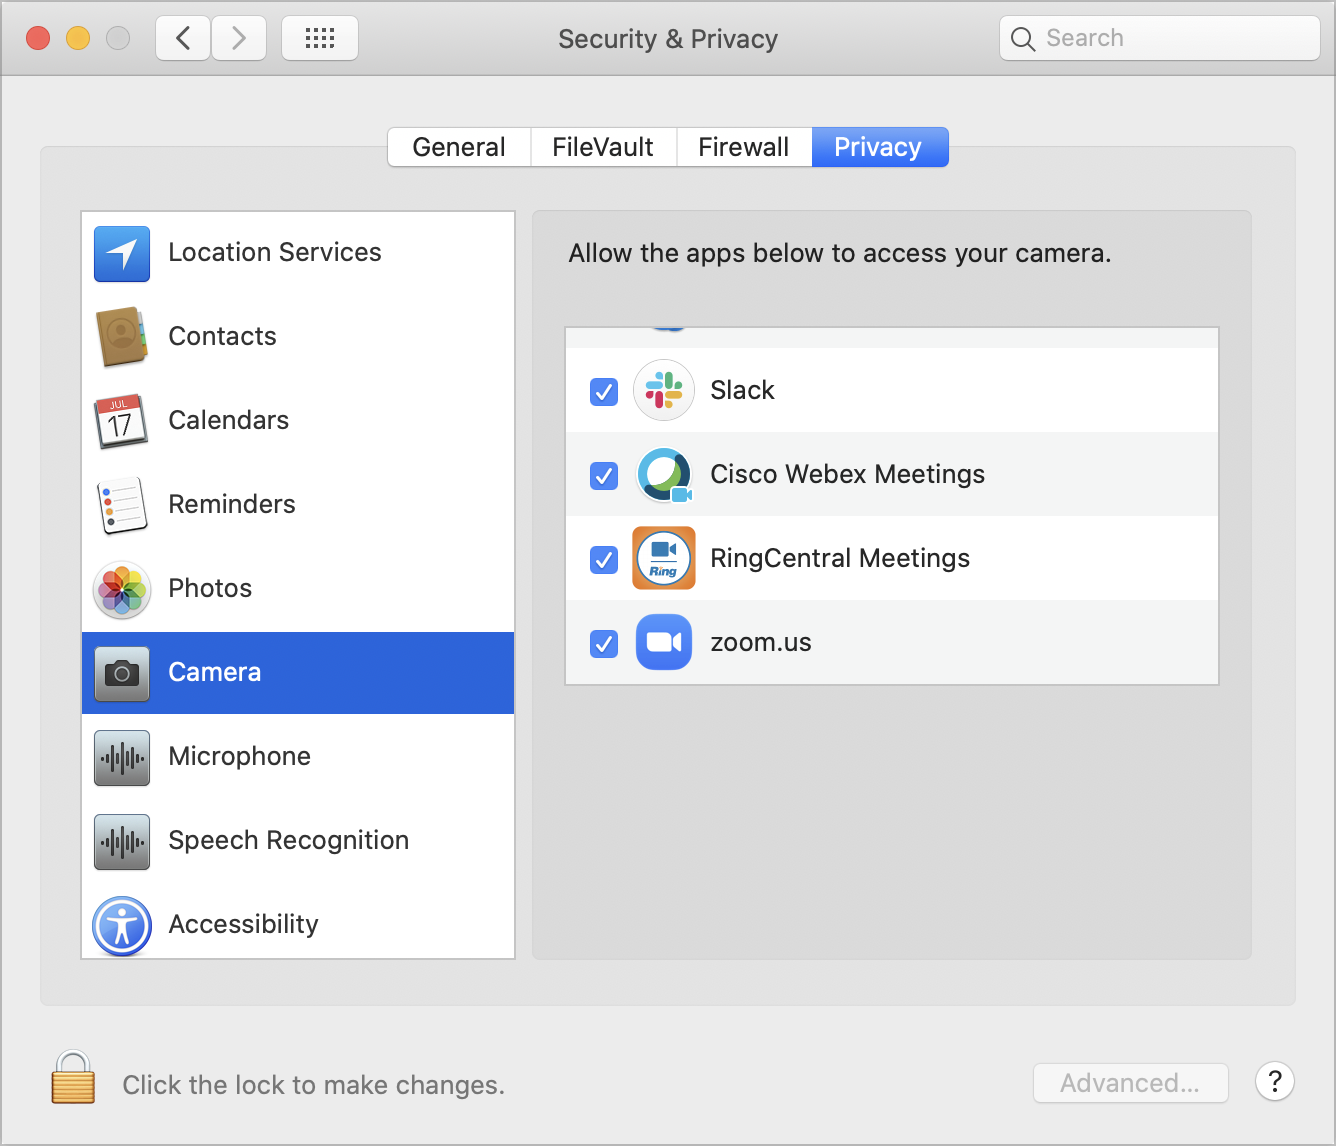 Security & Privacy
Search
General
FileVault
Firewall
Privacy
Location Services
Contacts
JUL
17
Calendars
Reminders
Photos
Camera
Microphone
Speech Recognition
Accessibility
Allow the apps below to access your camera.
Slack
Cisco Webex Meetings
Ring
RingCentral Meetings
zoom.us
Click the lock to make changes.
Advanced...
?